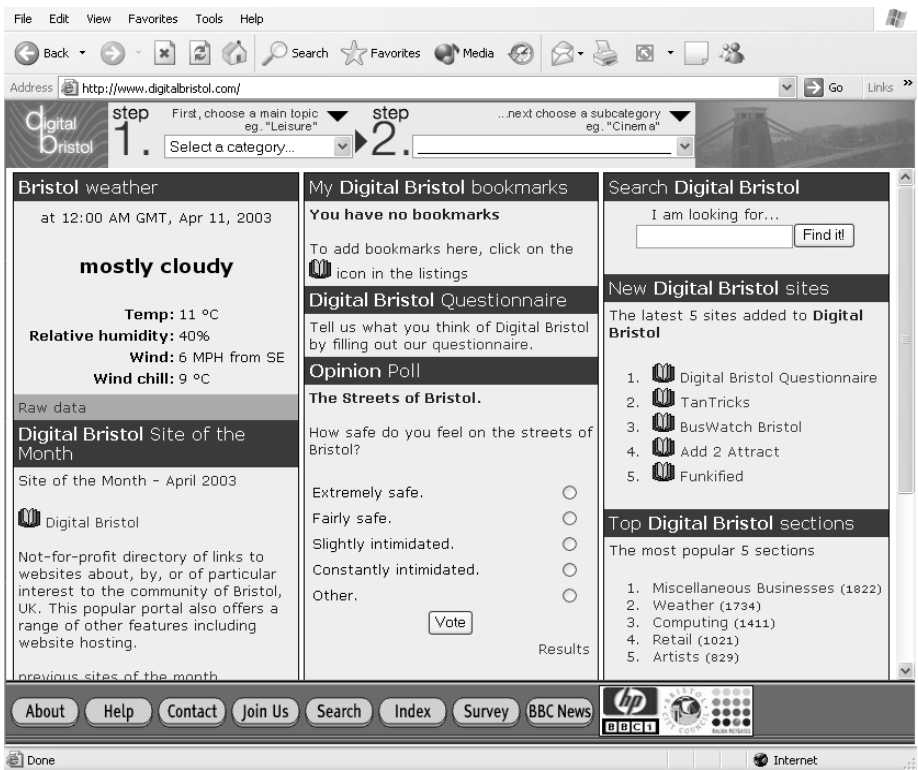 File Edit View Favorites Tools Help
Back Search Favorites Media
Address http://www.digitalbristol.com/ Go Links »
digital
bristol
step
1.
First, choose a main topic
eg. "Leisure"
Select a category...
step
2.
...next choose a subcategory
eg. "Cinema"
Bristol weather
at 12:00 AM GMT, Apr 11, 2003
mostly cloudy
Temp: 11 ºC
Relative humidity: 40%
Wind: 6 MPH from SE
Wind chill: 9 ºC
Raw data
Digital Bristol Site of the
Month
Site of the Month - April 2003
Digital Bristol
Not-for-profit directory of links to
websites about, by, or of particular
interest to the community of Bristol,
UK. This popular portal also offers a
range of other features including
website hosting.
previous sites of the month
My Digital Bristol bookmarks
You have no bookmarks
To add bookmarks here, click on the
icon in the listings
Digital Bristol Questionnaire
Tell us what you think of Digital Bristol
by filling out our questionnaire.
Opinion Poll
The Streets of Bristol.
How safe do you feel on the streets of
Bristol?
Extremely safe.
Fairly safe.
Slightly intimidated.
Constantly intimidated.
Other.
Vote
Results
Search Digital Bristol
I am looking for...
Find it!
New Digital Bristol sites
The latest 5 sites added to Digital
Bristol
1. Digital Bristol Questionnaire
2. TanTricks
3. BusWatch Bristol
4. Add 2 Attract
5. Funkified
Top Digital Bristol sections
The most popular 5 sections
1. Miscellaneous Businesses (1822)
2. Weather (1734)
3. Computing (1411)
4. Retail (1021)
5. Artists (829)
About Help Contact Join Us Search Index Survey BBC News
hp
BBCi
BRISTOL
CITY COUNCIL
Done Internet